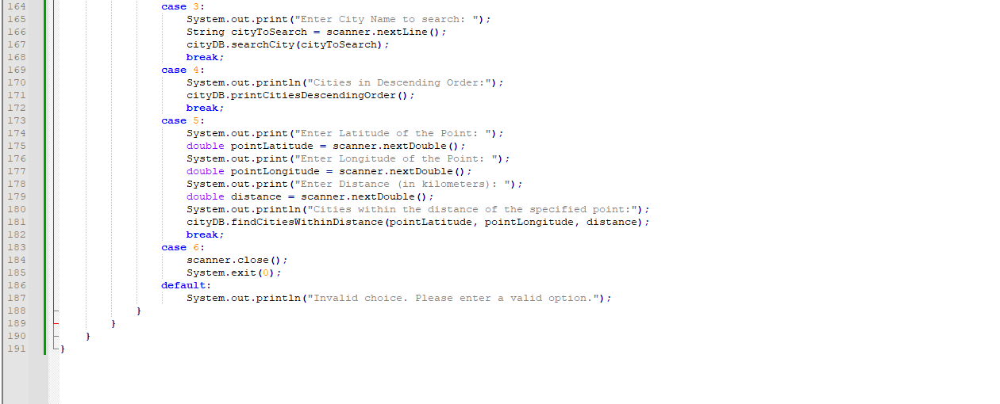 164 case 3:
165 System.out.print("Enter City Name to search: ");
166 String cityToSearch = scanner.nextLine();
167 cityDB.searchCity(cityToSearch);
168 break;
169 case 4:
170 System.out.println("Cities in Descending Order:");
171 cityDB.printCitiesDescendingOrder();
172 break;
173 case 5:
174 System.out.print("Enter Latitude of the Point: ");
175 double pointLatitude = scanner.nextDouble();
176 System.out.print("Enter Longitude of the Point: ");
177 double pointLongitude = scanner.nextDouble();
178 System.out.print("Enter Distance (in kilometers): ");
179 double distance = scanner.nextDouble();
180 System.out.println("Cities within the distance of the specified point:");
181 cityDB.findCitiesWithinDistance(pointLatitude, pointLongitude, distance);
182 break;
183 case 6:
184 scanner.close();
185 System.exit(0);
186 default:
187 System.out.println("Invalid choice. Please enter a valid option.");
188 }
189 }
190 }
191 }